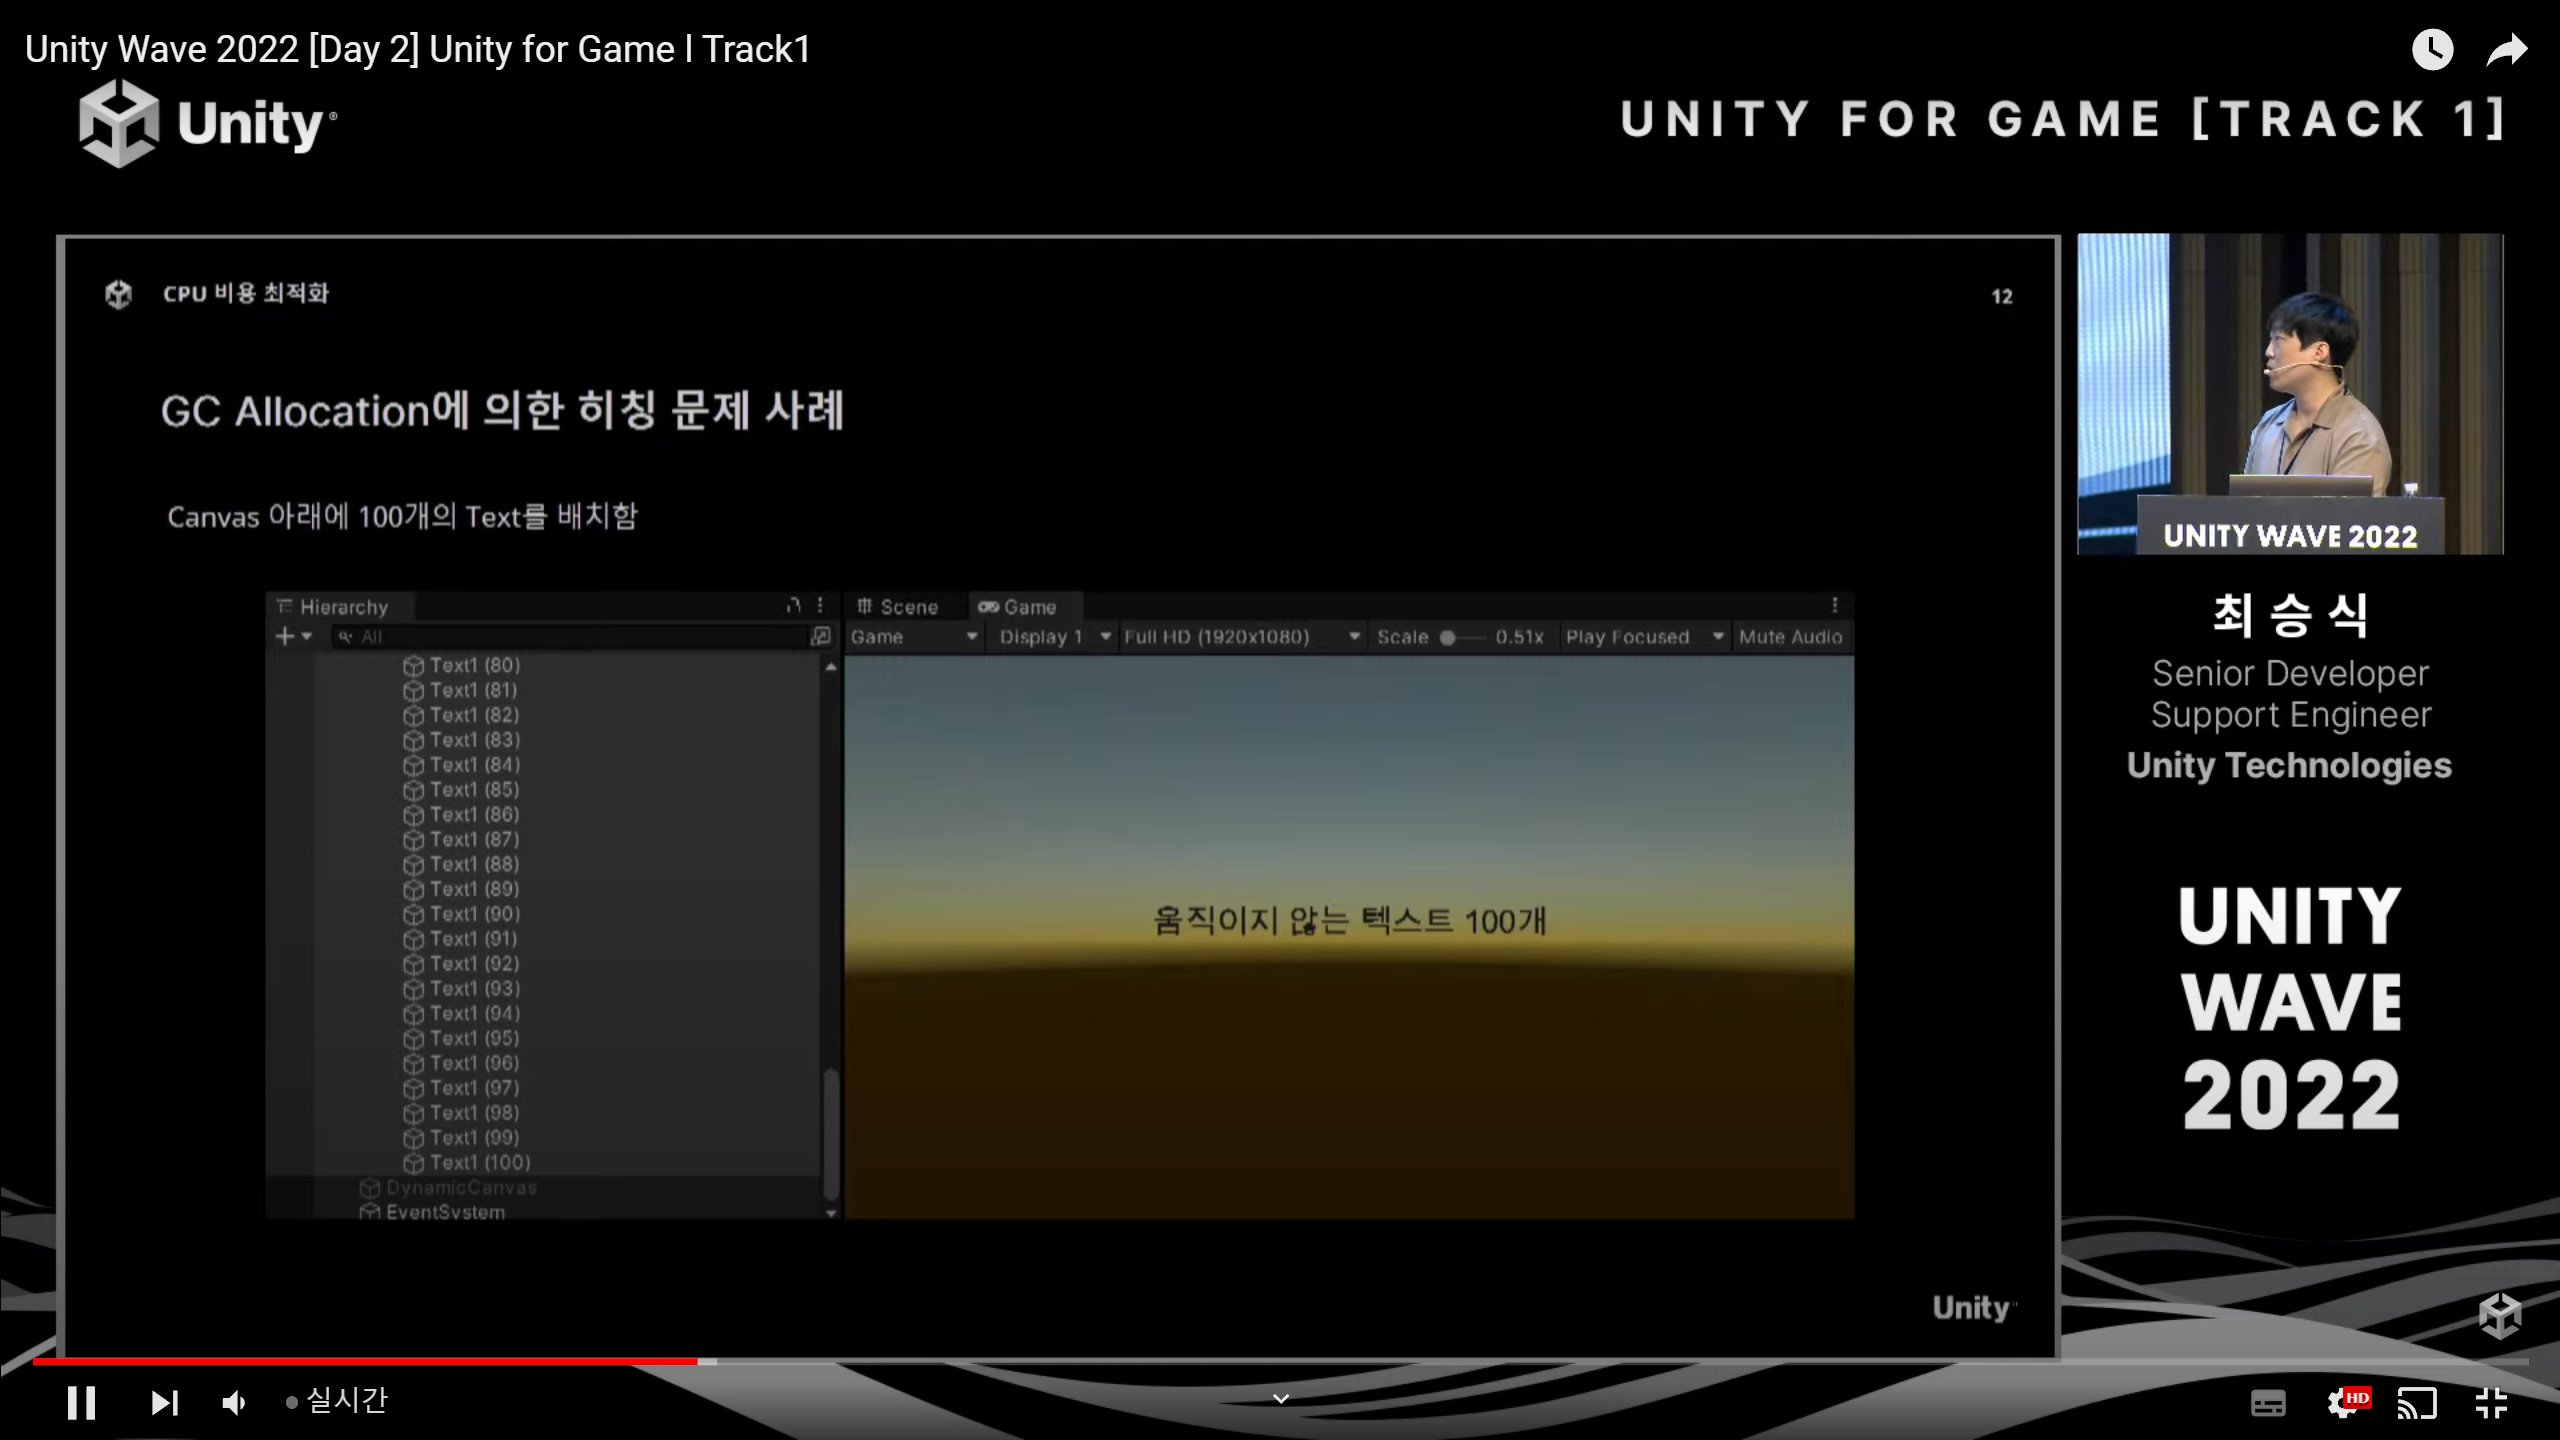 Unity Wave 2022 [Day 2] Unity for Game l Track1
Unity
UNITY FOR GAME [TRACK 1]
CPU 비용 최적화
12
GC Allocation에 의한 히칭 문제 사례
Canvas 아래에 100개의 Text를 배치함
Hierarchy
All
Text1 (80)
Text1 (81)
Text1 (82)
Text1 (83)
Text1 (84)
Text1 (85)
Text1 (86)
Text1 (87)
Text1 (88)
Text1 (89)
Text1 (90)
Text1 (91)
Text1 (92)
Text1 (93)
Text1 (94)
Text1 (95)
Text1 (96)
Text1 (97)
Text1 (98)
Text1 (99)
Text1 (100)
DynamicCanvas
EventSystem
Scene Game
Game Display 1 Full HD (1920x1080) Scale 0.51x Play Focused Mute Audio
움직이지 않는 텍스트 100개
Unity
UNITY WAVE 2022
최승식
Senior Developer
Support Engineer
Unity Technologies
UNITY
WAVE
2022
실시간
HD